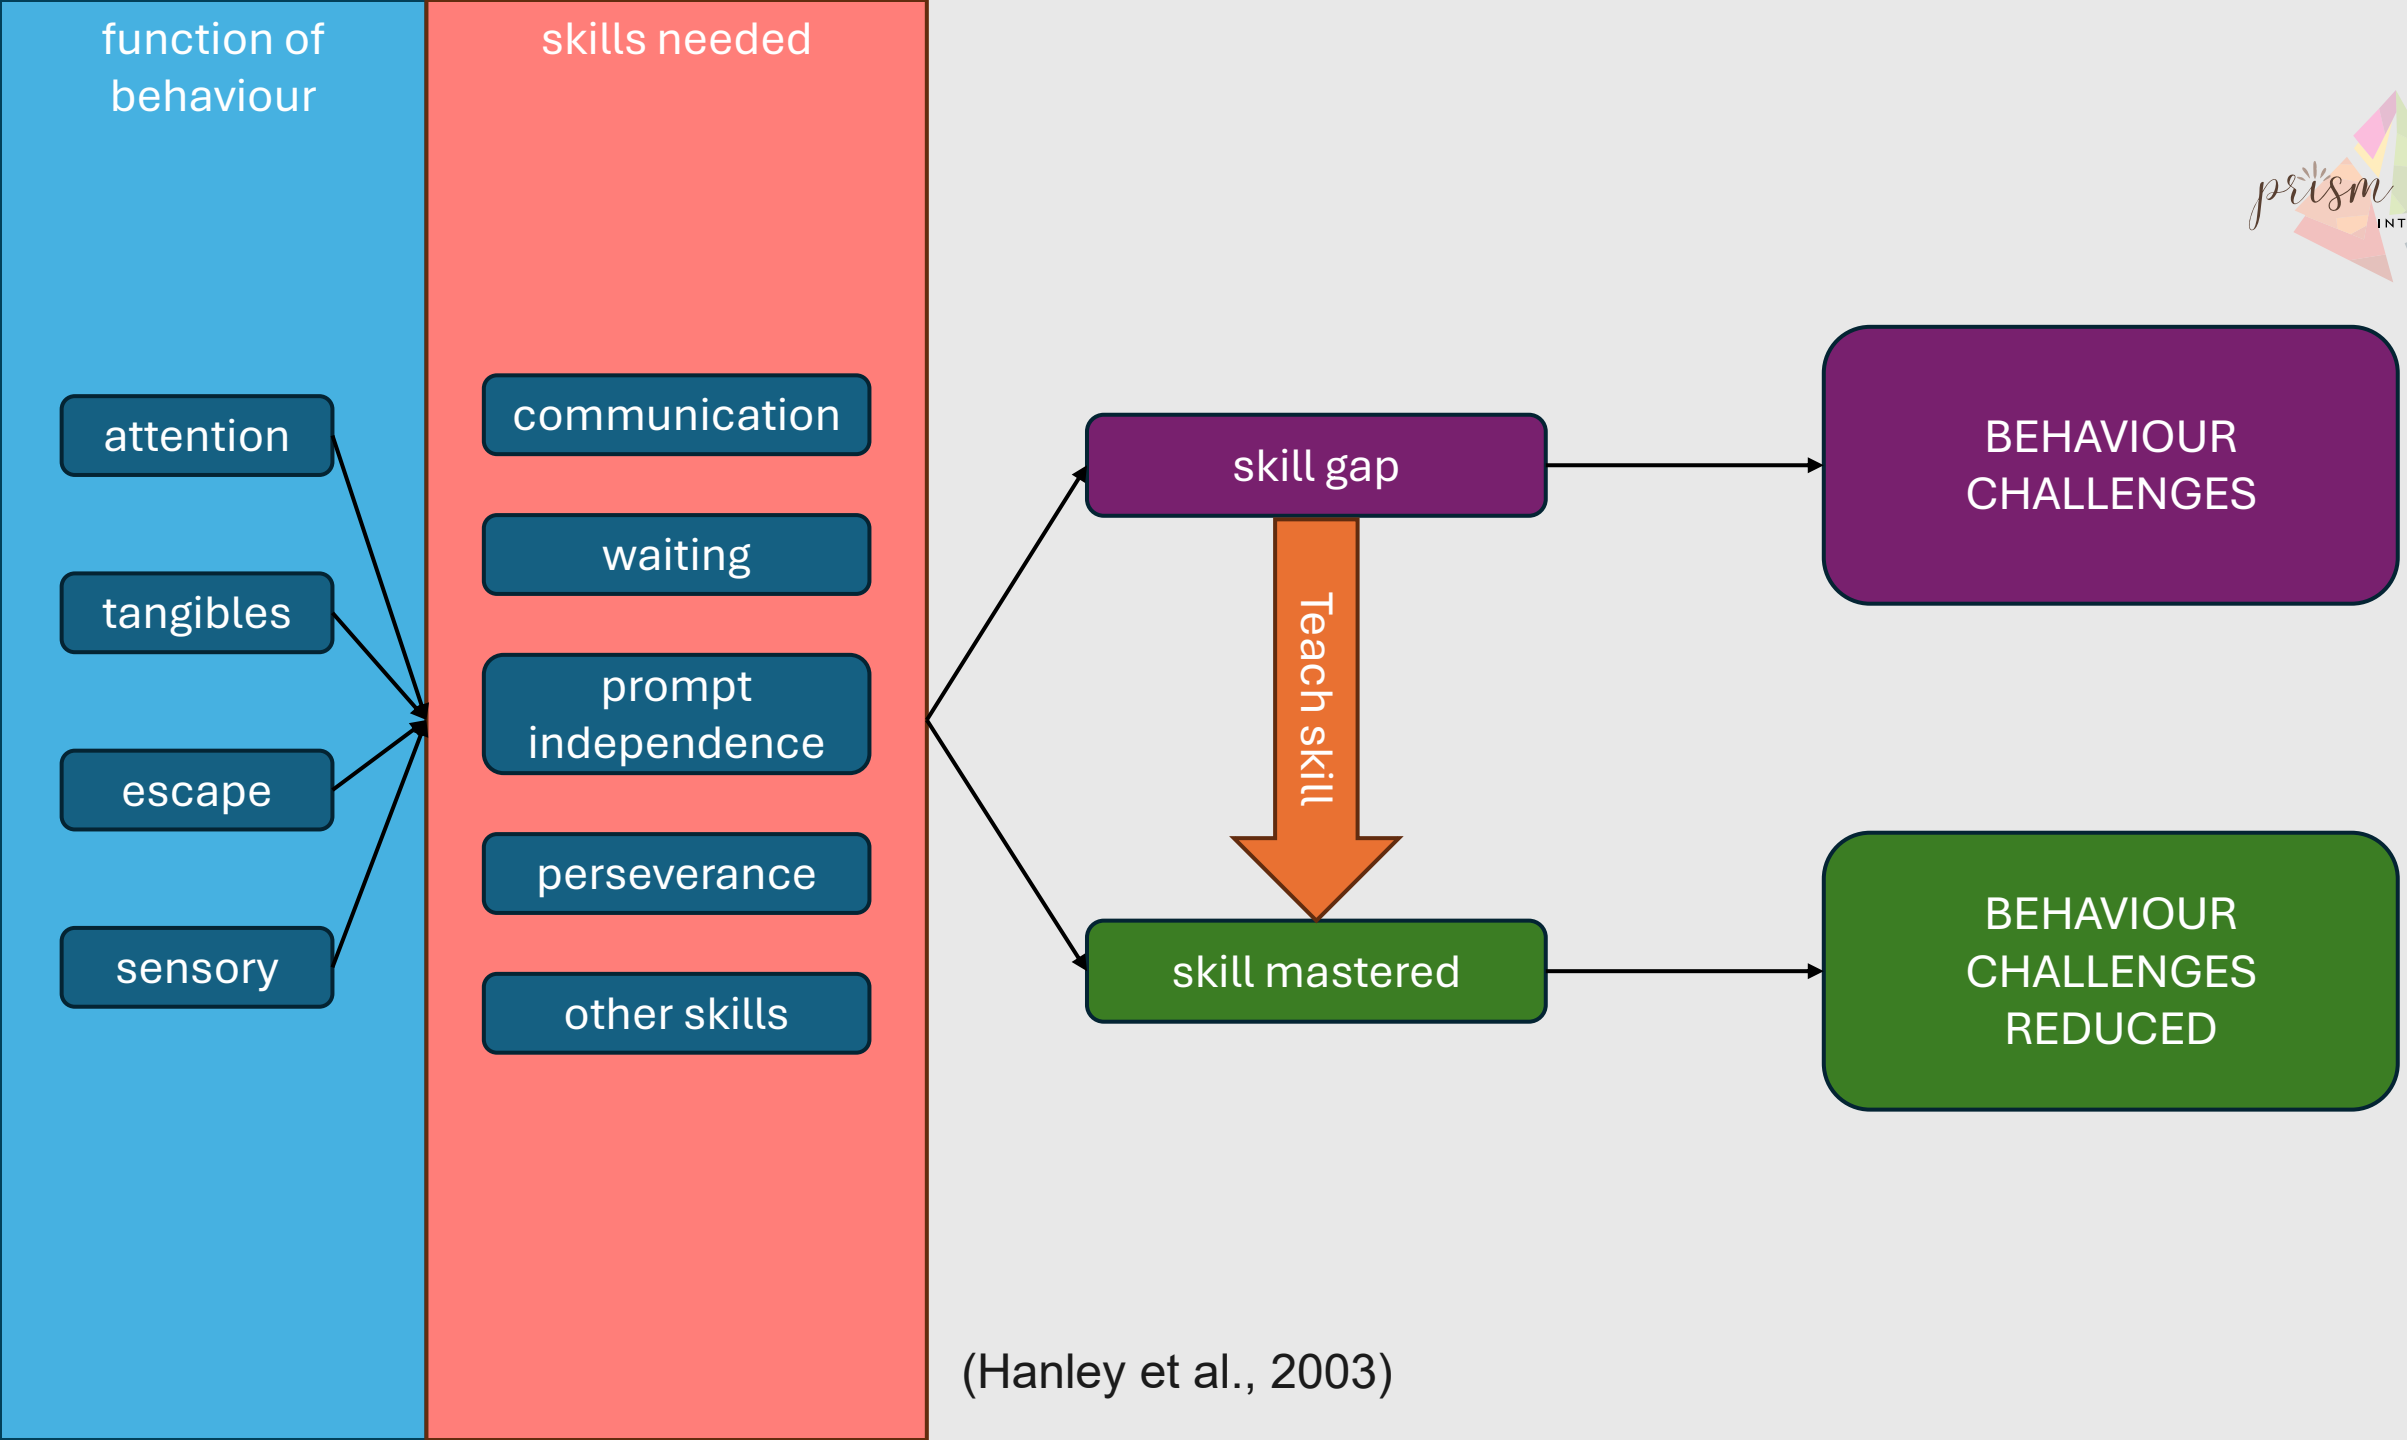 function of
behaviour
attention
tangibles
escape
sensory
skills needed
communication
waiting
prompt
independence
perseverance
other skills
skill gap
Teach skill
skill mastered
BEHAVIOUR
CHALLENGES
BEHAVIOUR
CHALLENGES
REDUCED
prism
INT
(Hanley et al., 2003)